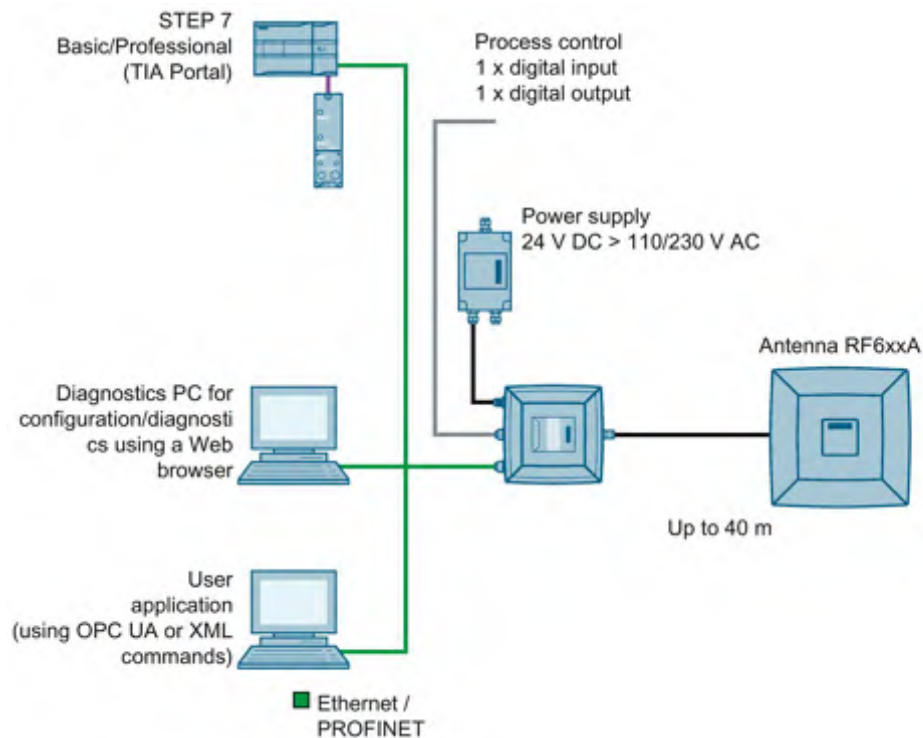 STEP 7
Basic/Professional
(TIA Portal)
Process control
1 x digital input
1 x digital output
Power supply
24 V DC > 110/230 V AC
Antenna RF6xxA
Diagnostics PC for
configuration/diagnosti
cs using a Web
browser
Up to 40 m
User
application
(using OPC UA or XML
commands)
Ethernet /
PROFINET